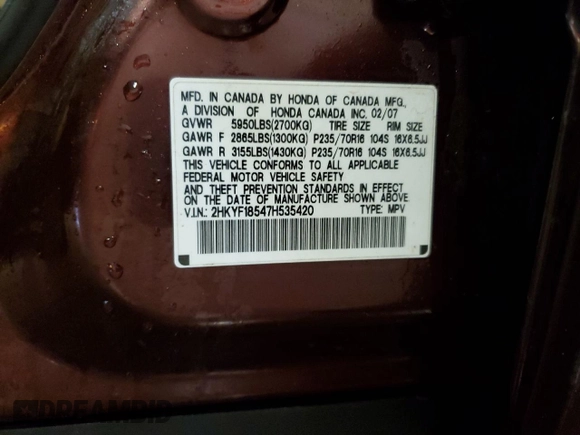 MFD. IN CANADA BY HONDA OF CANADA MFG.,
A DIVISION OF HONDA CANADA INC. 02/07
GVWR 5950LBS(2700KG) TIRE SIZE RIM SIZE
GAWR F 2865LBS(1300KG) P235/70R16 104S 16X6.5JJ
GAWR R 3155LBS(1430KG) P235/70R16 104S 16X6.5JJ
THIS VEHICLE CONFORMS TO ALL APPLICABLE
FEDERAL MOTOR VEHICLE SAFETY
AND THEFT PREVENTION STANDARDS IN EFFECT
ON THE DATE OF MANUFACTURE SHOWN ABOVE.
V.I.N.: 2HKYF18547H535420 TYPE: MPV
DREAMBID